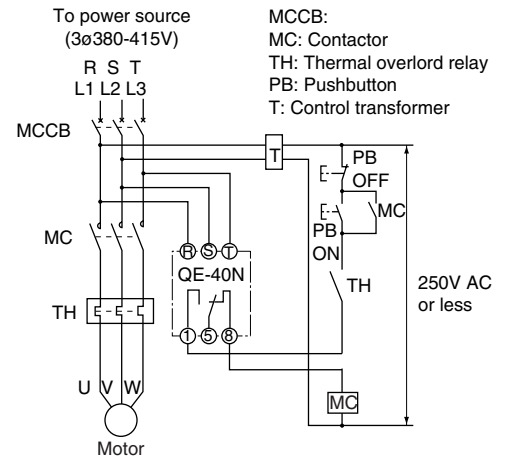 To power source
(3ø380-415V)
R S T
L1 L2 L3
MCCB
MCCB:
MC: Contactor
TH: Thermal overlord relay
PB: Pushbutton
T: Control transformer
T
PB
OFF
MC
PB
ON
TH
250V AC
or less
MC
R S T
QE-40N
1 5 8
TH
MC
U V W
Motor